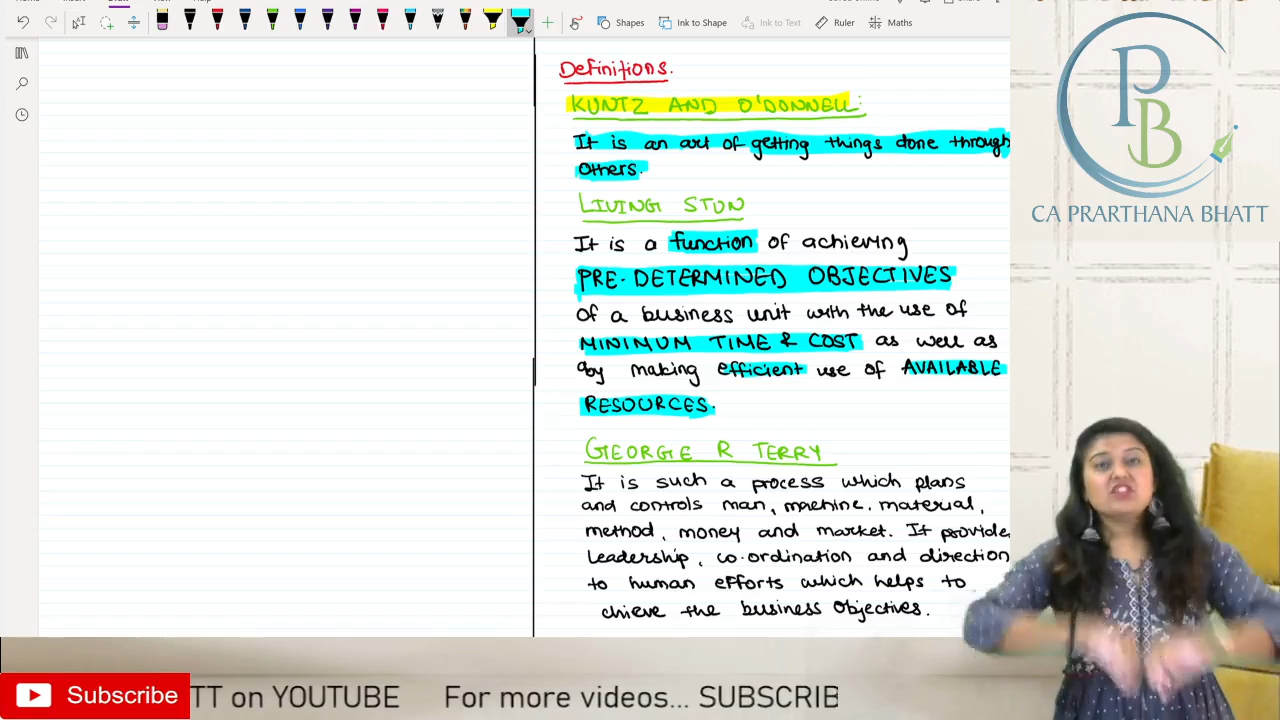 Shapes
Ink to Shape
Ink to Text
Ruler
Maths
Definitions.
KUNTZ AND O'DONNELL:
It is an art of getting things done through
others.
LIVING STON
It is a function of achieving
PRE-DETERMINED OBJECTIVES
of a business unit with the use of
MINIMUM TIME & COST as well as
by making efficient use of AVAILABLE
RESOURCES.
GEORGE R TERRY
It is such a process which plans
and controls man, machine, material,
method, money and market. It provide
leadership, co-ordination and direction
to human efforts which helps to
chieve the business objectives.
PB
CA PRARTHANA BHATT
Subscribe
TT on YOUTUBE For more videos... SUBSCRIB